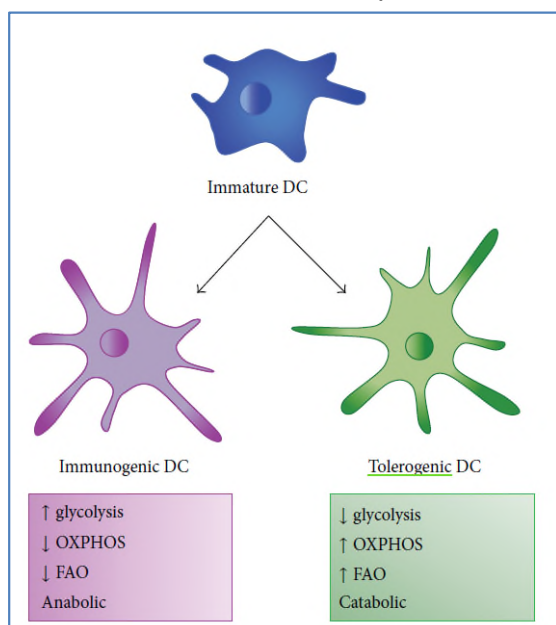 Immature DC
Immunogenic DC
Tolerogenic DC
↑ glycolysis
↓ OXPHOS
↓ FAO
Anabolic
↓ glycolysis
↑ OXPHOS
↑ FAO
Catabolic